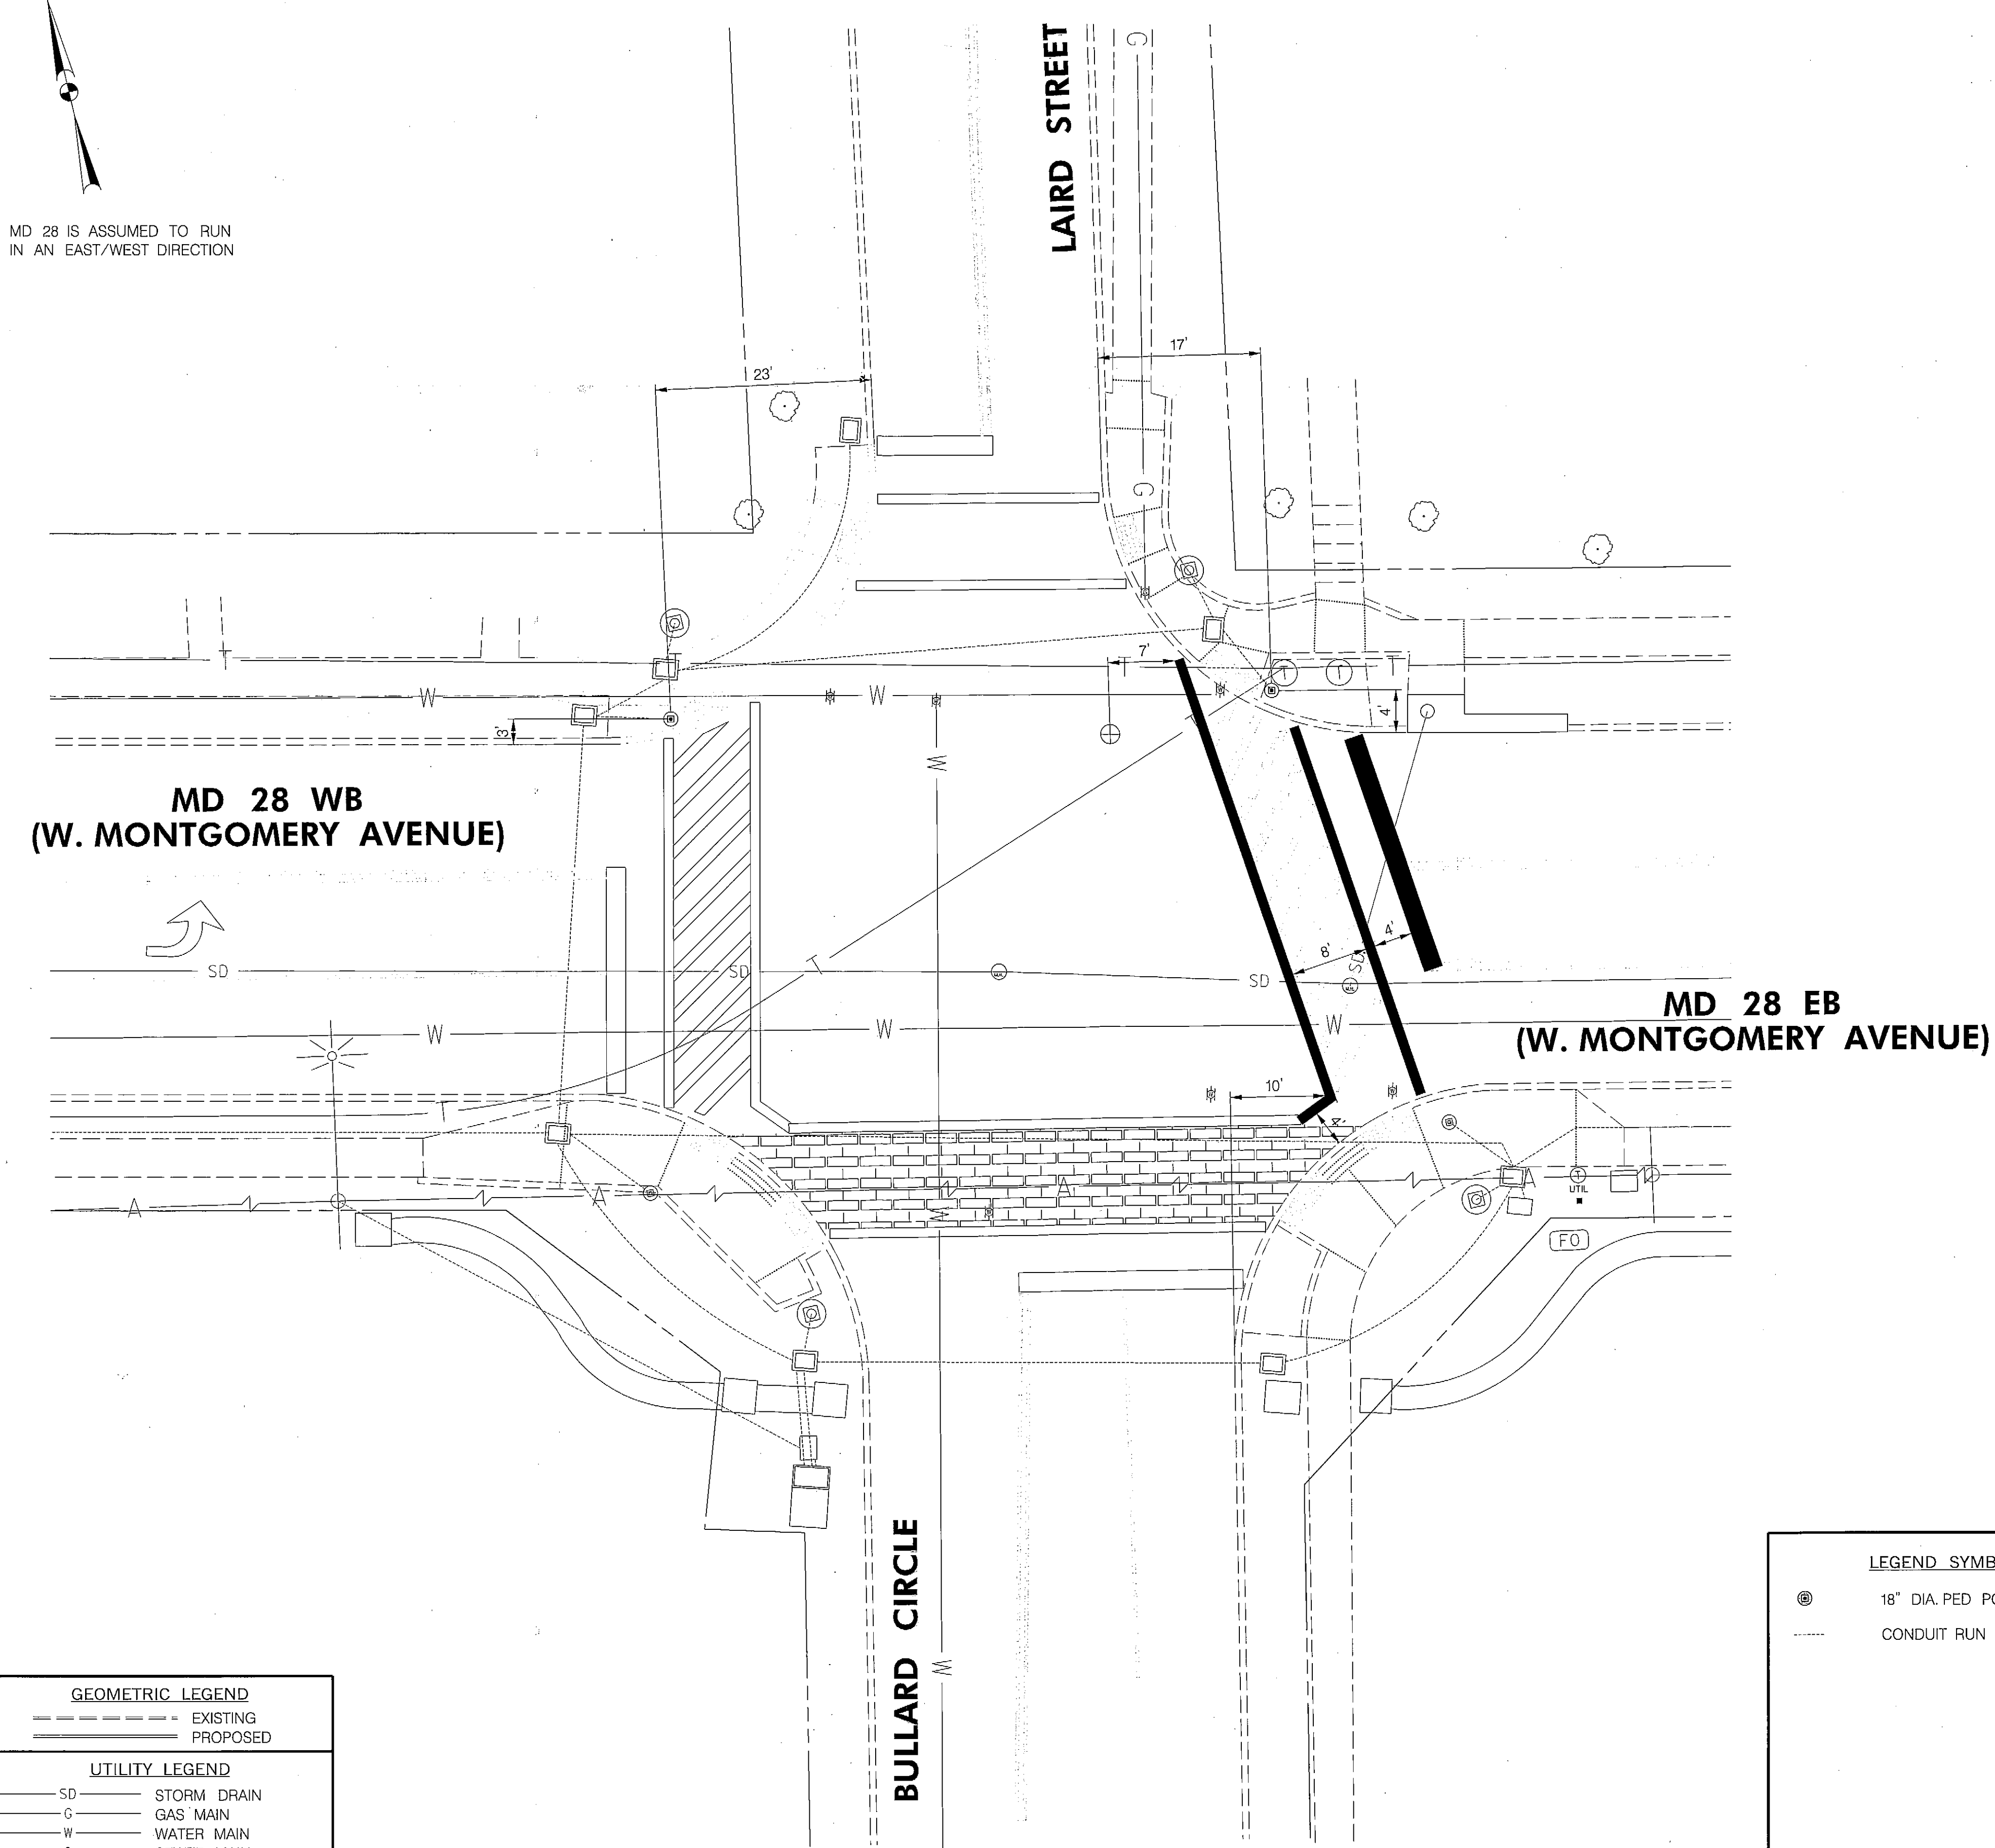 LAIRD STREET
G
MD 28 IS ASSUMED TO RUN
IN AN EAST/WEST DIRECTION
17'
23'
G
T
T
T
7'
T
T
T
W
W
4'
3'
T
W
MD 28 WB
(W. MONTGOMERY AVENUE)
4'
8'
SD
SD
T
SD
SD
MD 28 EB
(W. MONTGOMERY AVENUE)
W
W
W
10'
T
4'
A
A
A
W
A
T
UTIL
FO
BULLARD CIRCLE
W
LEGEND SYMB
18" DIA. PED PO
CONDUIT RUN
GEOMETRIC LEGEND
EXISTING
PROPOSED
UTILITY LEGEND
SD STORM DRAIN
G GAS MAIN
W WATER MAIN